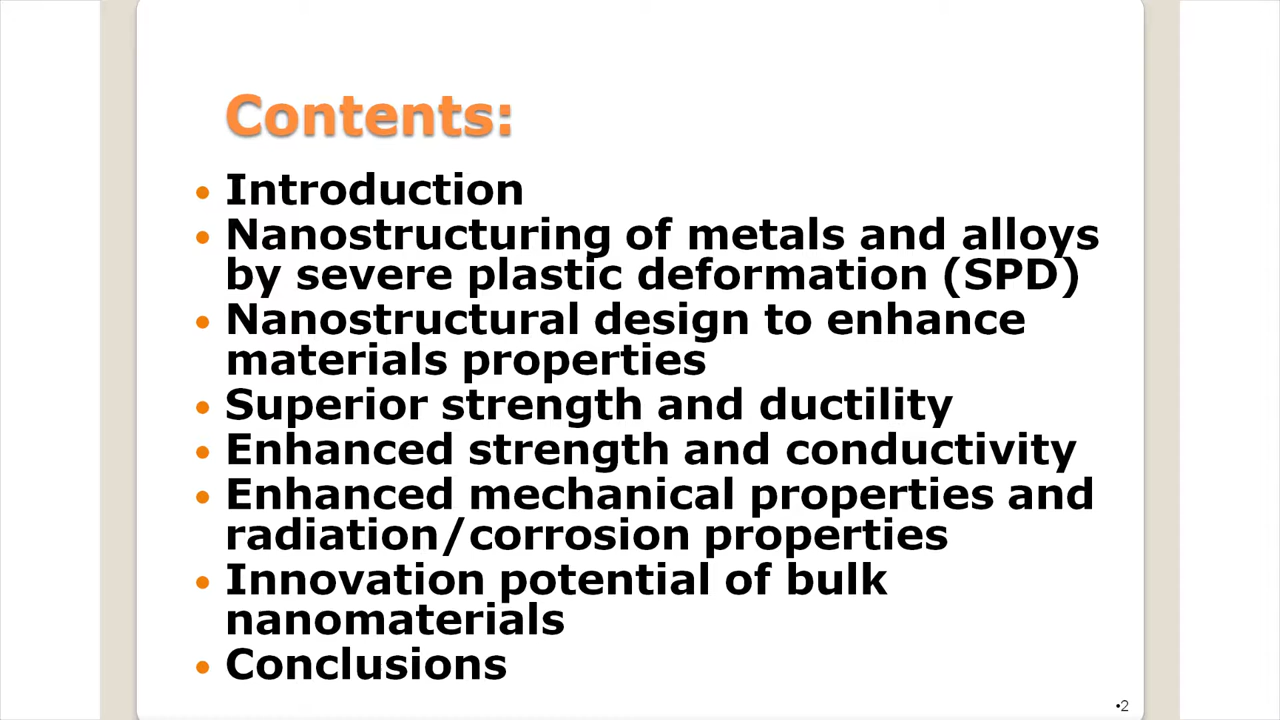 Contents:
• Introduction
• Nanostructuring of metals and alloys
by severe plastic deformation (SPD)
• Nanostructural design to enhance
materials properties
• Superior strength and ductility
• Enhanced strength and conductivity
• Enhanced mechanical properties and
radiation/corrosion properties
• Innovation potential of bulk
nanomaterials
• Conclusions
•2